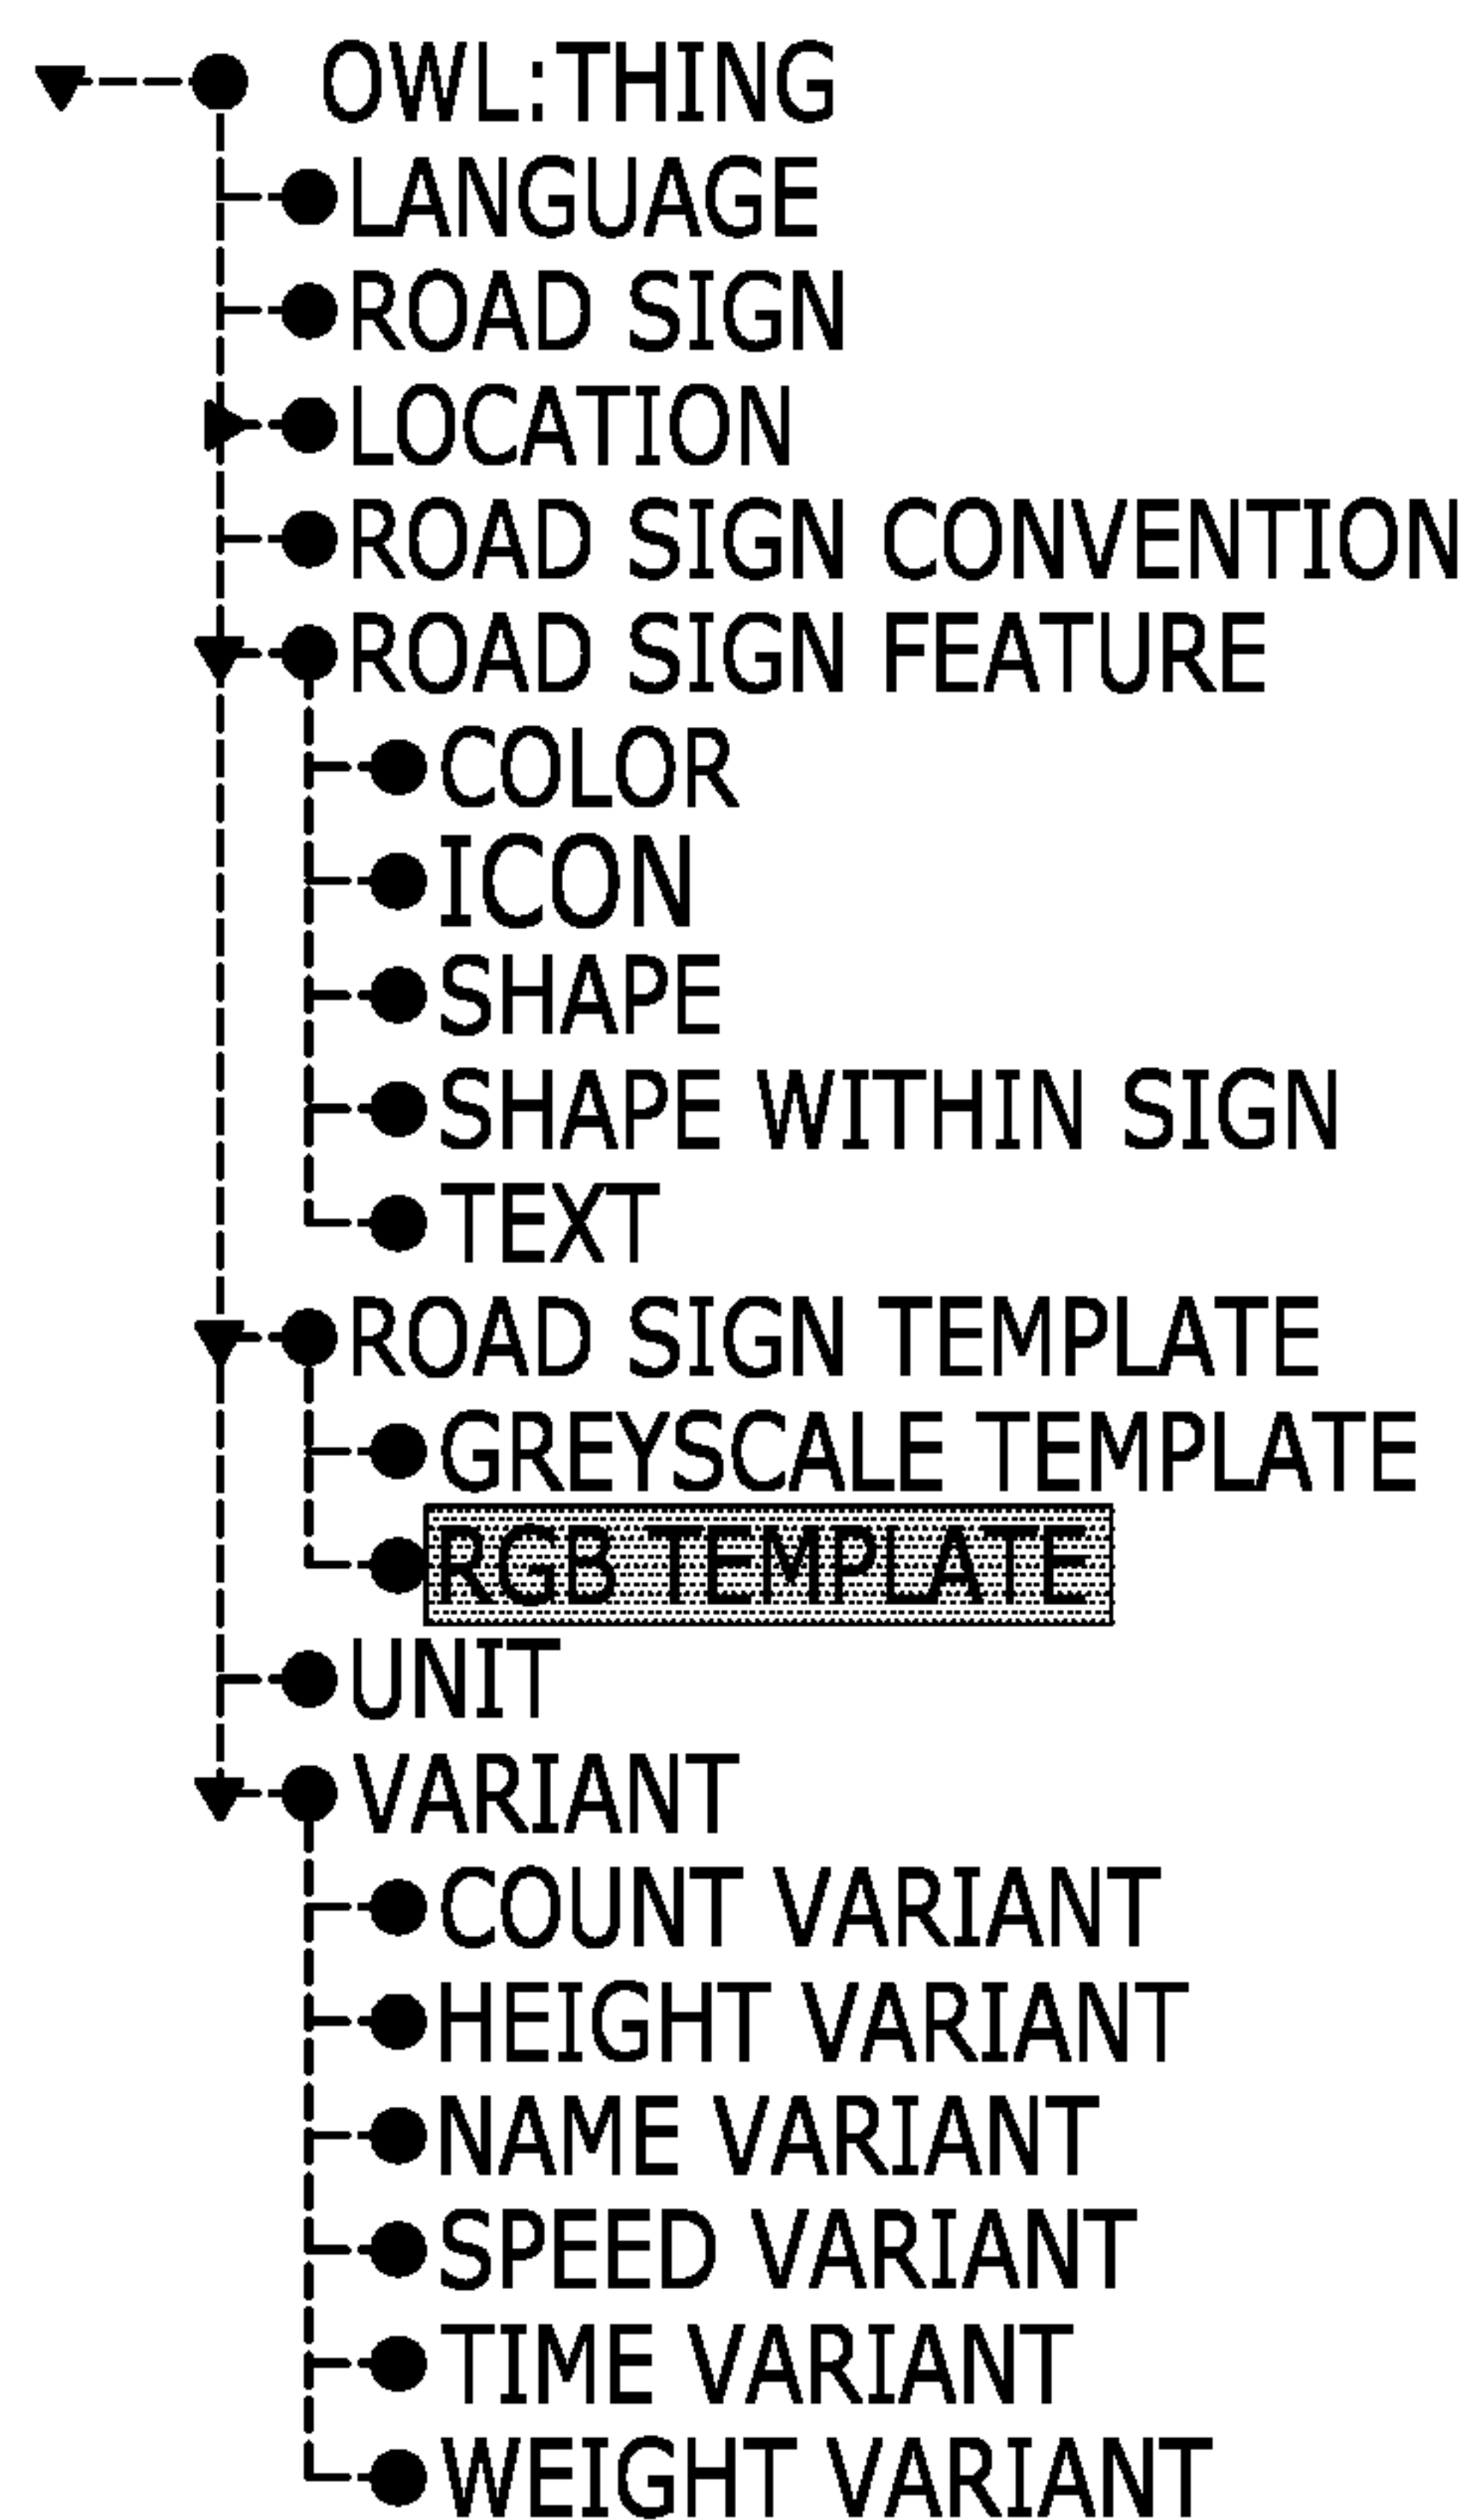 OWL:THING
LANGUAGE
ROAD SIGN
LOCATION
ROAD SIGN CONVENTION
ROAD SIGN FEATURE
COLOR
ICON
SHAPE
SHAPE WITHIN SIGN
TEXT
ROAD SIGN TEMPLATE
GREYSCALE TEMPLATE
RGB TEMPLATE
UNIT
VARIANT
COUNT VARIANT
HEIGHT VARIANT
NAME VARIANT
SPEED VARIANT
TIME VARIANT
WEIGHT VARIANT